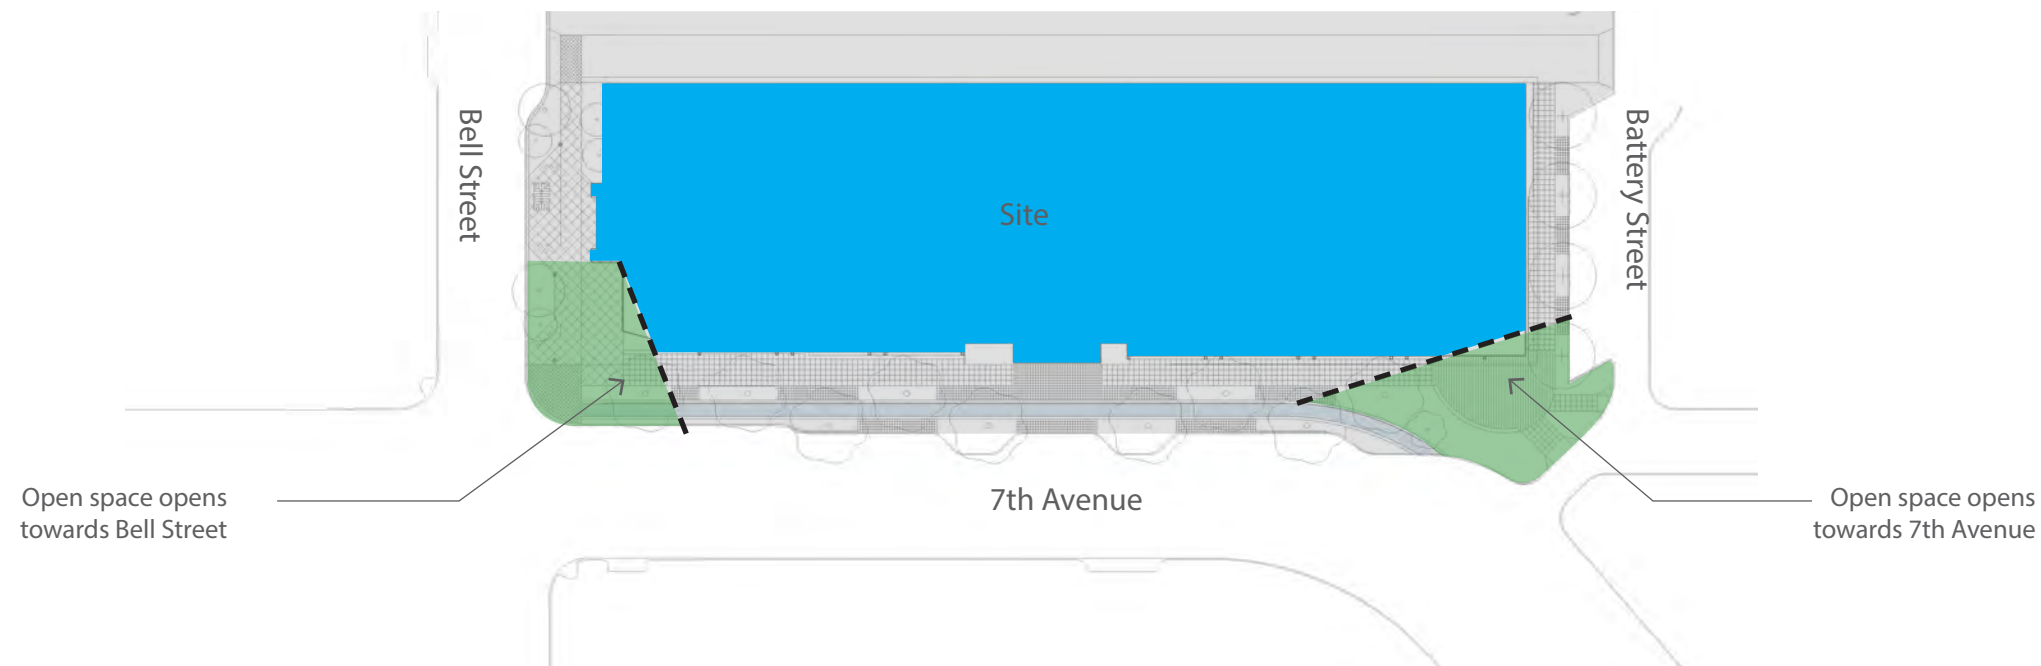 Bell Street
Battery Street
Site
7th Avenue
Open space opens
towards Bell Street
Open space opens
towards 7th Avenue